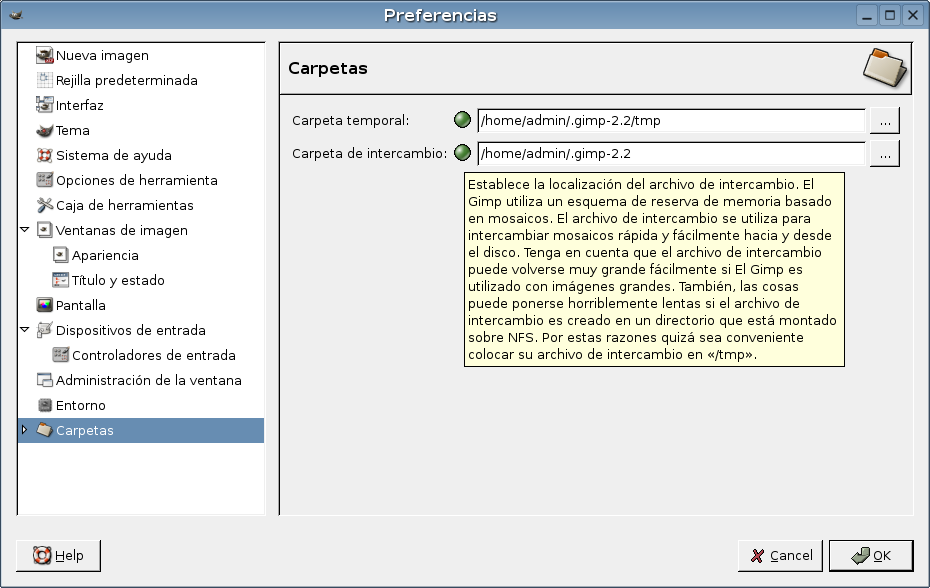 Preferencias
Nueva imagen
Rejilla predeterminada
Interfaz
Tema
Sistema de ayuda
Opciones de herramienta
Caja de herramientas
Ventanas de imagen
Apariencia
Título y estado
Pantalla
Dispositivos de entrada
Controladores de entrada
Administración de la ventana
Entorno
Carpetas
Carpetas
Carpeta temporal: /home/admin/.gimp-2.2/tmp ...
Carpeta de intercambio: /home/admin/.gimp-2.2 ...
Establece la localización del archivo de intercambio. El
Gimp utiliza un esquema de reserva de memoria basado
en mosaicos. El archivo de intercambio se utiliza para
intercambiar mosaicos rápida y fácilmente hacia y desde
el disco. Tenga en cuenta que el archivo de intercambio
puede volverse muy grande fácilmente si El Gimp es
utilizado con imágenes grandes. También, las cosas
puede ponerse horriblemente lentas si el archivo de
intercambio es creado en un directorio que está montado
sobre NFS. Por estas razones quizá sea conveniente
colocar su archivo de intercambio en «/tmp».
Help
Cancel
OK